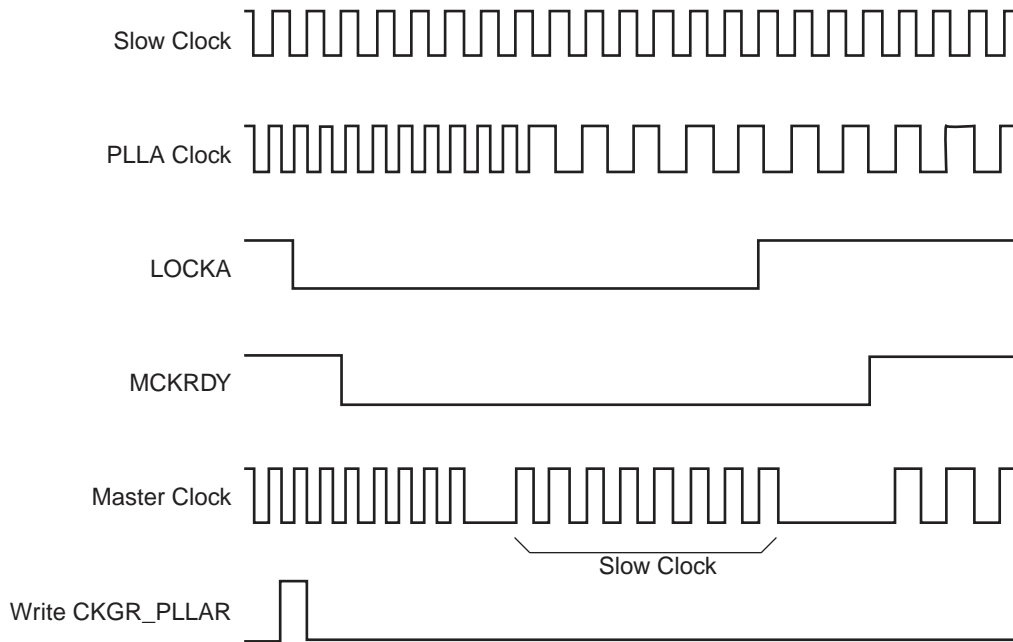 Slow Clock
PLLA Clock
LOCKA
MCKRDY
Master Clock
Slow Clock
Write CKGR_PLLAR